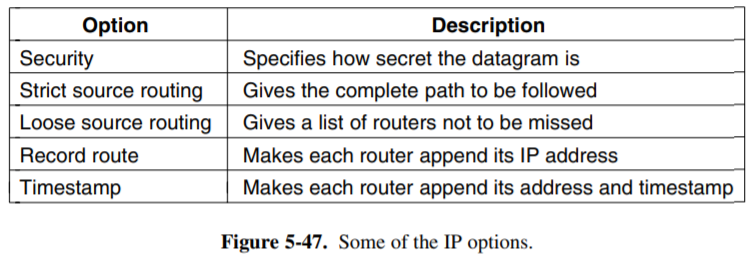 Option Description
Security Specifies how secret the datagram is
Strict source routing Gives the complete path to be followed
Loose source routing Gives a list of routers not to be missed
Record route Makes each router append its IP address
Timestamp Makes each router append its address and timestamp
Figure 5-47. Some of the IP options.